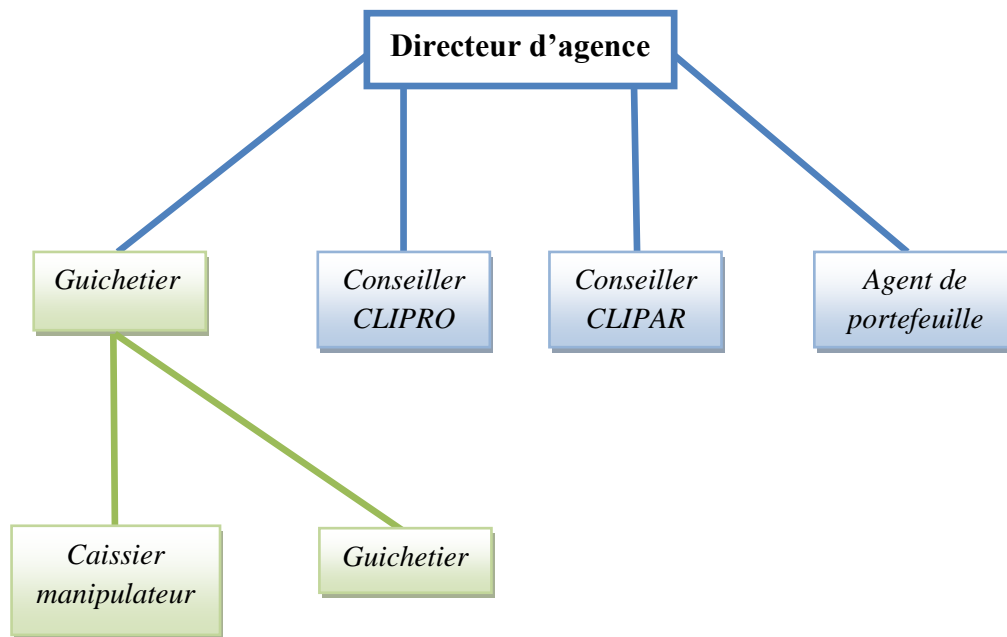 Directeur d’agence
Guichetier
Conseiller
CLIPRO
Conseiller
CLIPAR
Agent de
portefeuille
Caissier
manipulateur
Guichetier